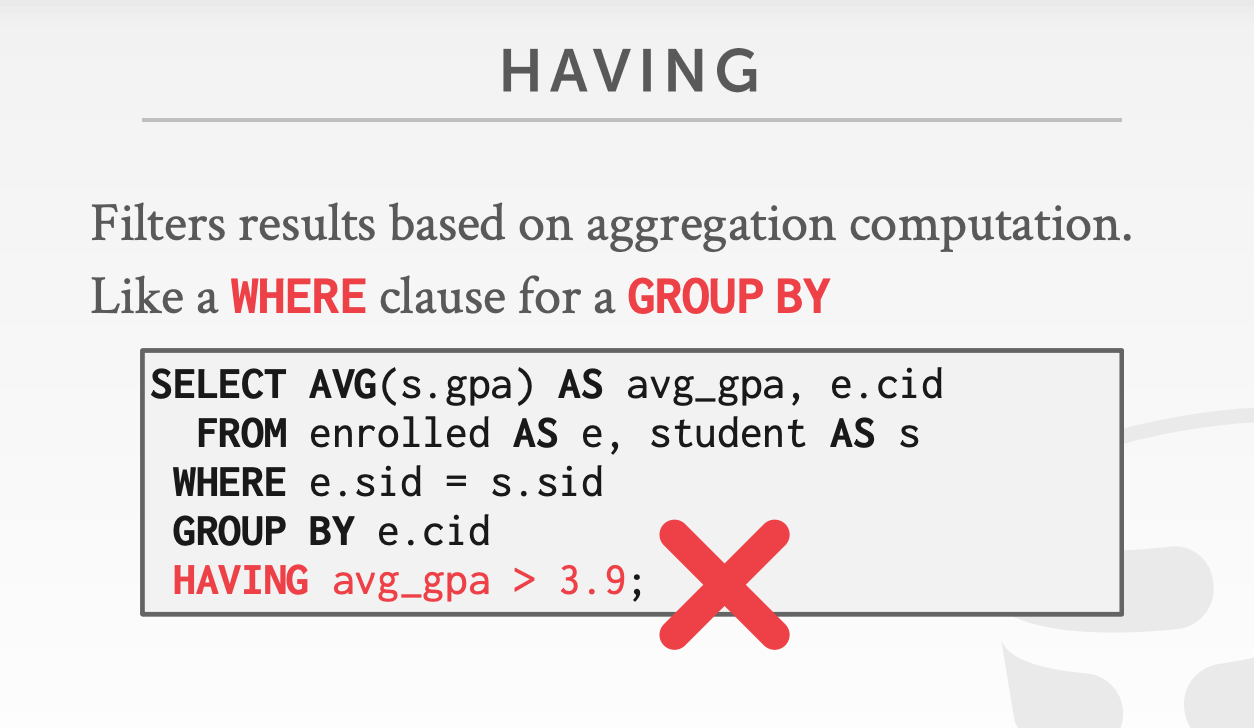 HAVING
Filters results based on aggregation computation.
Like a WHERE clause for a GROUP BY
SELECT AVG(s.gpa) AS avg_gpa, e.cid
FROM enrolled AS e, student AS s
WHERE e.sid = s.sid
GROUP BY e.cid
HAVING avg_gpa > 3.9;